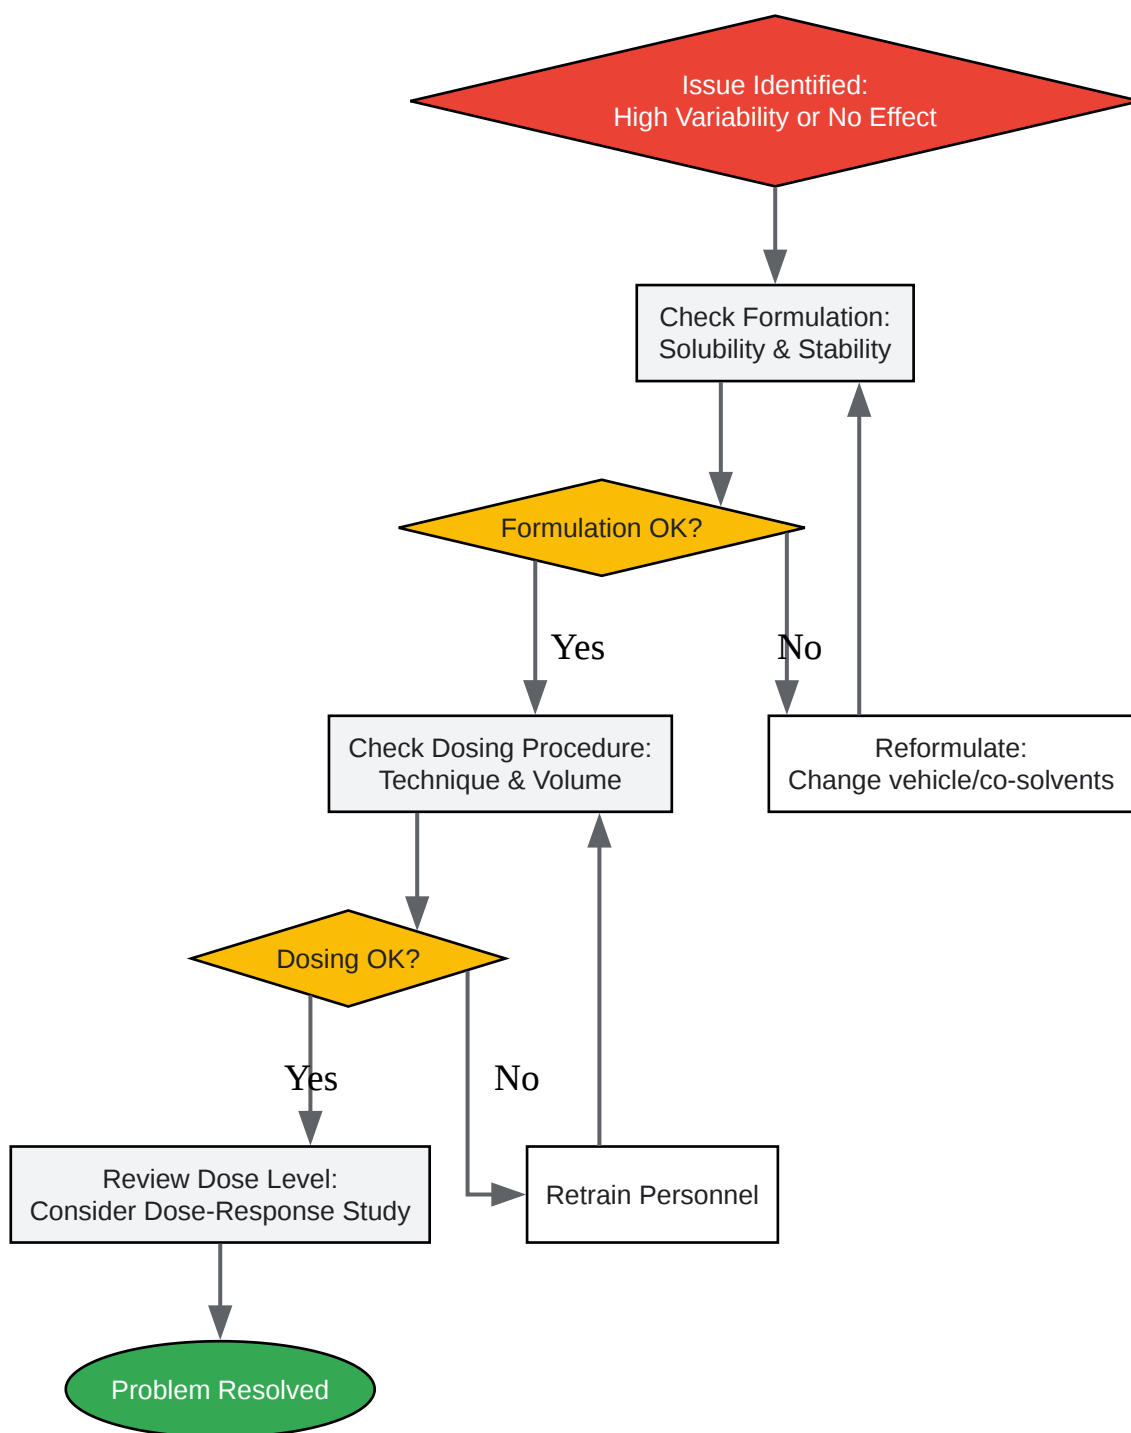 Issue Identified:
High Variability or No Effect
Check Formulation:
Solubility & Stability
Formulation OK?
Yes
No
Check Dosing Procedure:
Technique & Volume
Reformulate:
Change vehicle/co-solvents
Dosing OK?
Yes
No
Review Dose Level:
Consider Dose-Response Study
Retrain Personnel
Problem Resolved